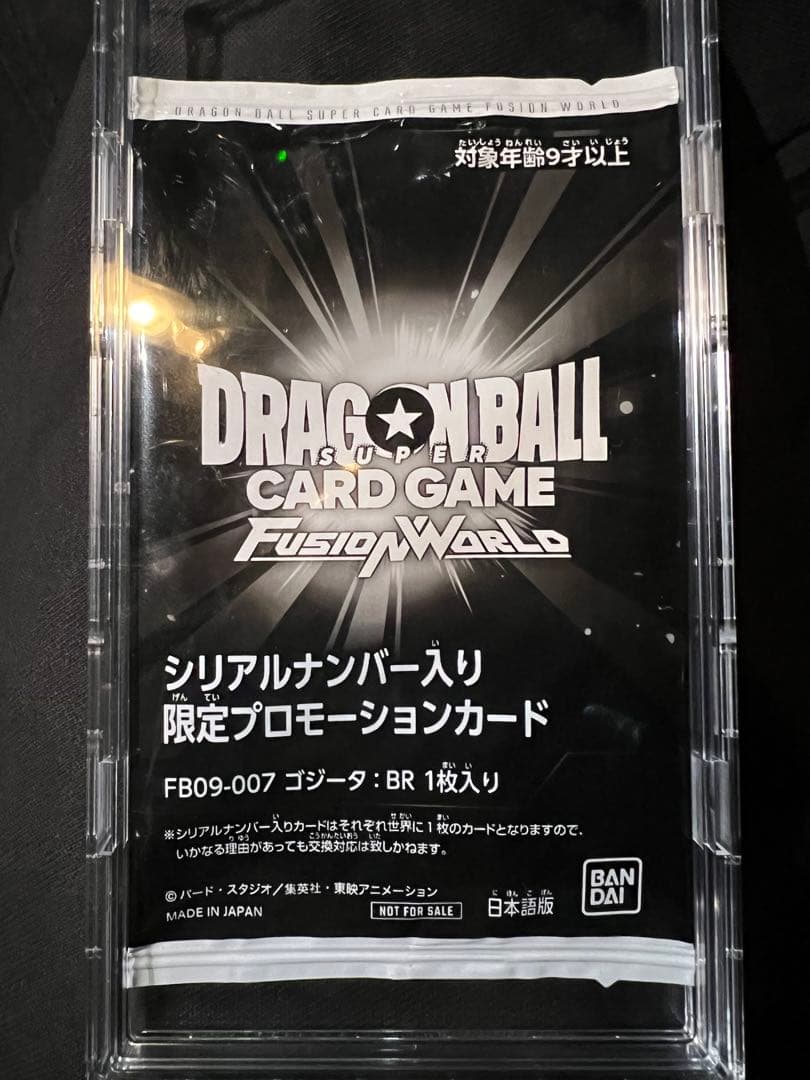 DRAGON BALL SUPER CARD GAME FUSION WORLD
対象年齢9才以上
DRAGON BALL
SUPER
CARD GAME
FUSION WORLD
シリアルナンバー入り
限定プロモーションカード
FB09-007 ゴジータ：BR 1枚入り
※シリアルナンバー入りカードはそれぞれ世界に1枚のカードとなりますので、
いかなる理由があっても交換対応は致しかねます。
©バード・スタジオ／集英社・東映アニメーション
MADE IN JAPAN
NOT FOR SALE
日本語版
BAN
DAI